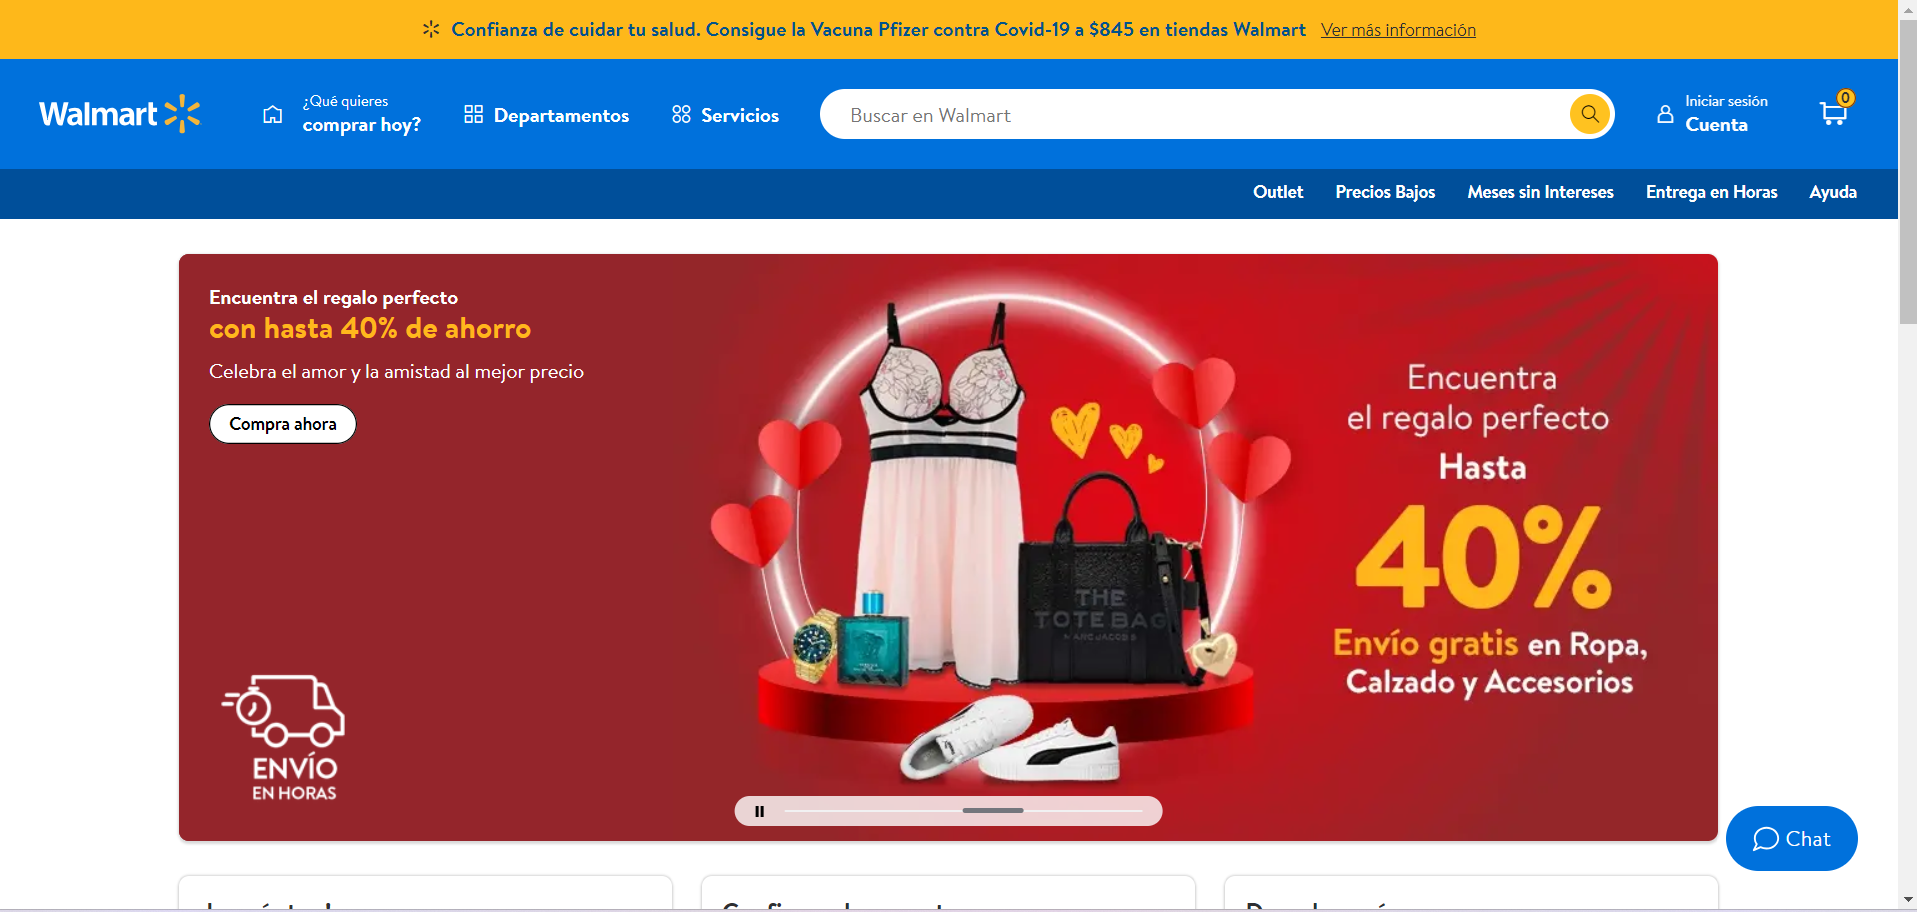 Confianza de cuidar tu salud. Consigue la Vacuna Pfizer contra Covid-19 a $845 en tiendas Walmart Ver más información
Walmart
¿Qué quieres
comprar hoy?
Departamentos
Servicios
Buscar en Walmart
Iniciar sesión
Cuenta
0
Outlet Precios Bajos Meses sin Intereses Entrega en Horas Ayuda
Encuentra el regalo perfecto
con hasta 40% de ahorro
Celebra el amor y la amistad al mejor precio
Compra ahora
ENVÍO
EN HORAS
THE
TOTE BAG
MARC JACOBS
Encuentra
el regalo perfecto
Hasta
40%
Envío gratis en Ropa,
Calzado y Accesorios
Chat